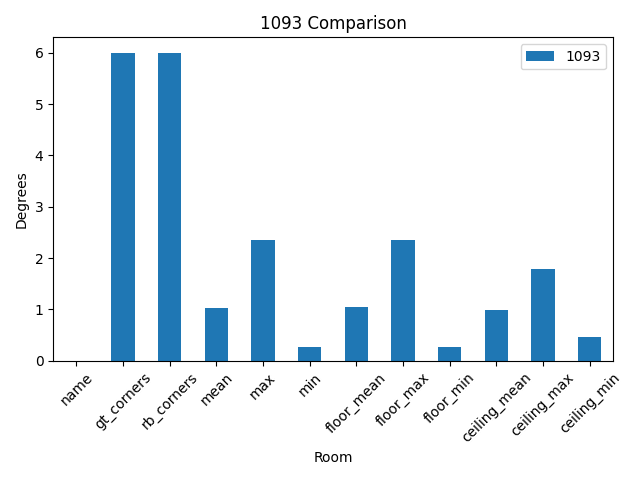 1093 Comparison
1093
6
5
4
3
2
1
0
Degrees
name
gt_corners
rb_corners
mean
max
min
floor_mean
floor_max
floor_min
ceiling_mean
ceiling_max
ceiling_min
Room